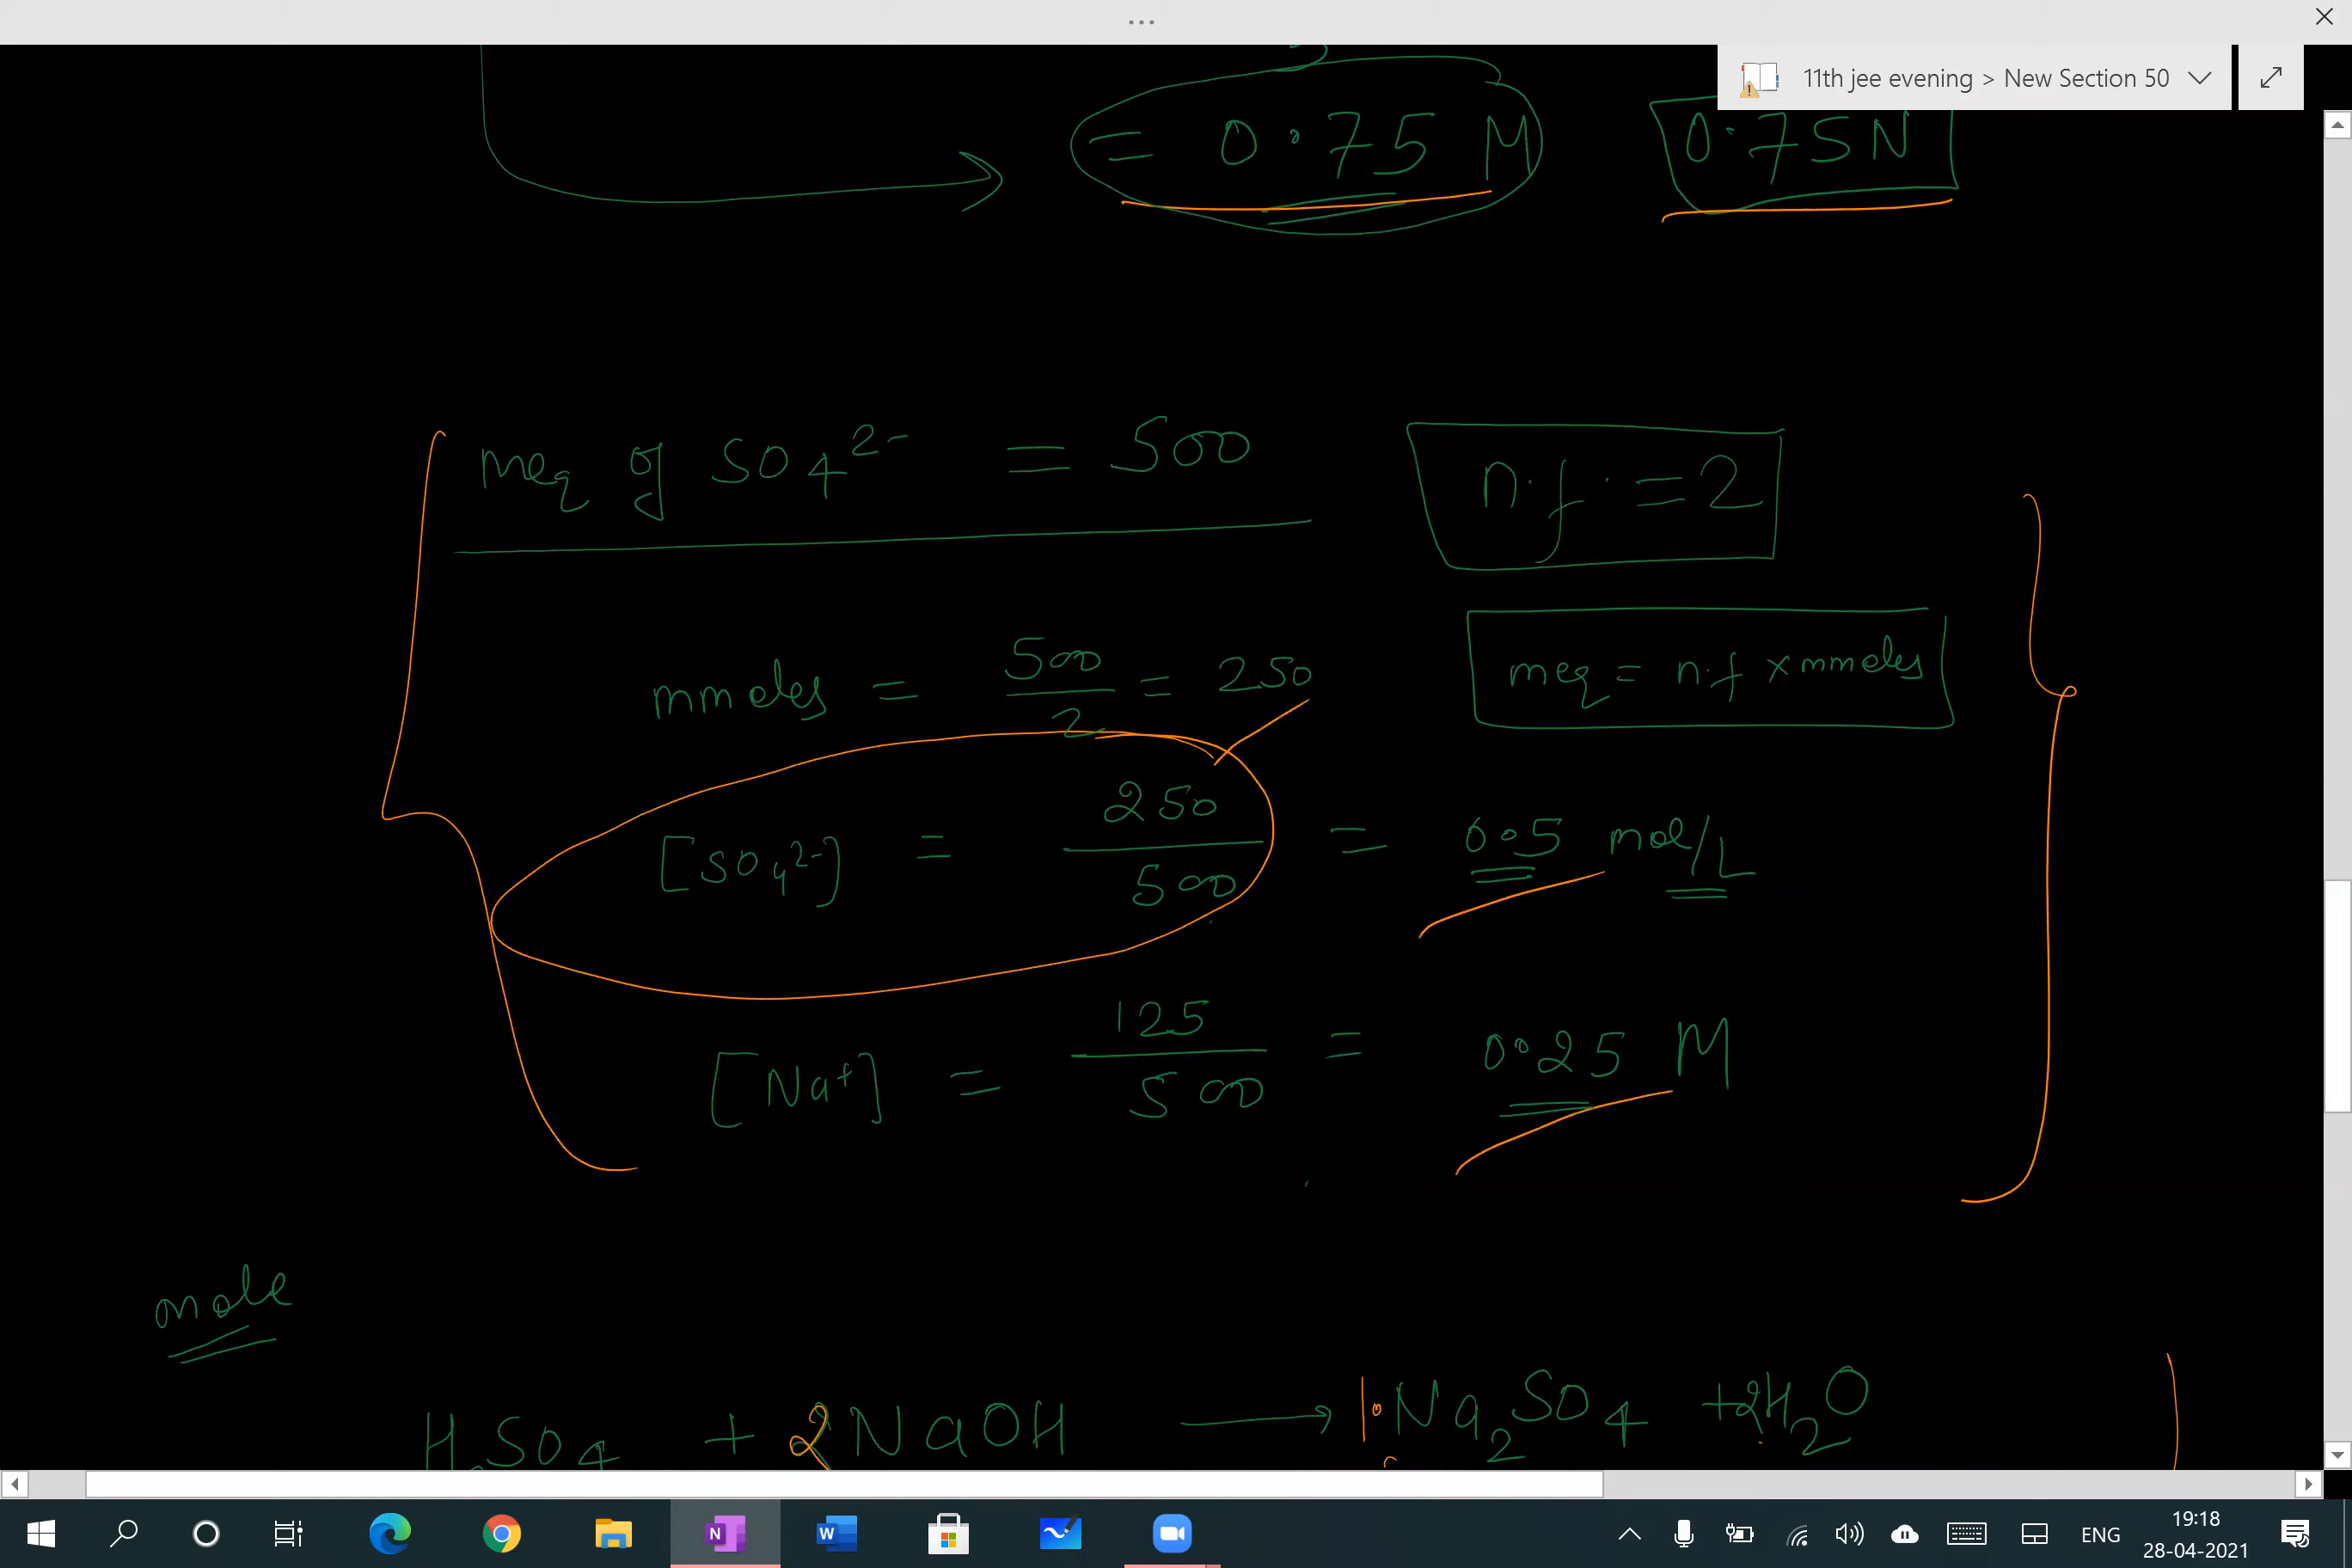 11th jee evening > New Section 50
= 0.75 M 0.75 N
meq of SO4^2- = 500 n.f. = 2
mmoles = 500/2 = 250 meq = n.f × mmoles
[SO4^2-] = 250/500 = 0.5 mol/L
[Na+] = 125/500 = 0.25 M
mole
H2SO4 + 2NaOH → 1 Na2SO4 + 2H2O
ENG
19:18
28-04-2021